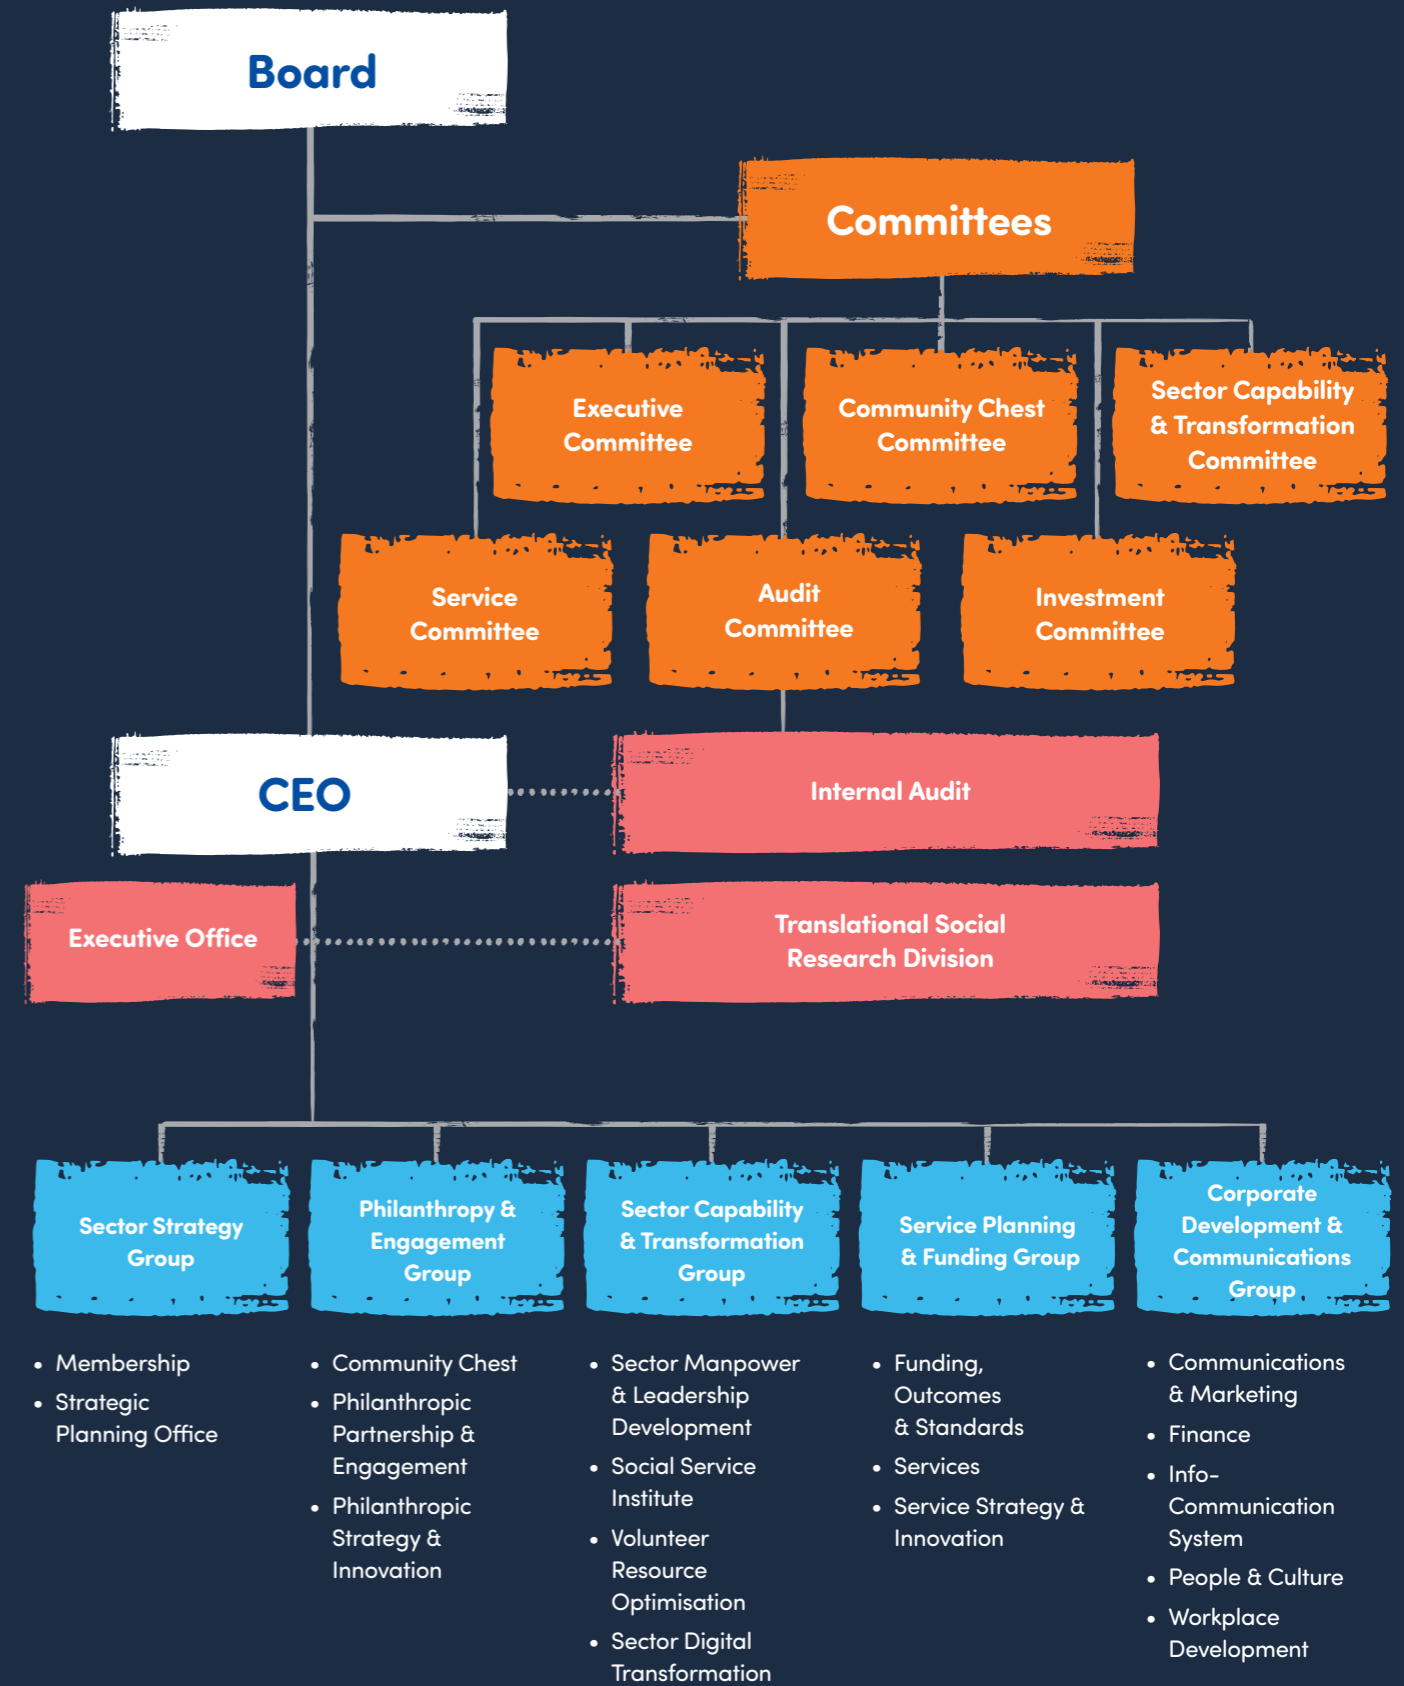 Board
Committees
Executive
Committee
Community Chest
Committee
Sector Capability
& Transformation
Committee
Service
Committee
Audit
Committee
Investment
Committee
CEO
Internal Audit
Executive Office
Translational Social
Research Division
Sector Strategy
Group
• Membership
• Strategic
Planning Office
Philanthropy &
Engagement
Group
• Community Chest
• Philanthropic
Partnership &
Engagement
• Philanthropic
Strategy &
Innovation
Sector Capability
& Transformation
Group
• Sector Manpower
& Leadership
Development
• Social Service
Institute
• Volunteer
Resource
Optimisation
• Sector Digital
Transformation
Service Planning
& Funding Group
• Funding,
Outcomes
& Standards
• Services
• Service Strategy &
Innovation
Corporate
Development &
Communications
Group
• Communications
& Marketing
• Finance
• Info-
Communication
System
• People & Culture
• Workplace
Development